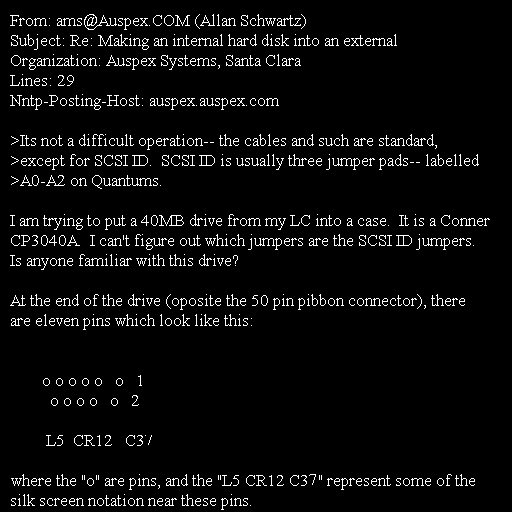 From: ams@Auspex.COM (Allan Schwartz)
Subject: Re: Making an internal hard disk into an external
Organization: Auspex Systems, Santa Clara
Lines: 29
Nntp-Posting-Host: auspex.auspex.com
>Its not a difficult operation-- the cables and such are standard,
>except for SCSI ID.  SCSI ID is usually three jumper pads-- labelled
>A0-A2 on Quantums.
I am trying to put a 40MB drive from my LC into a case.  It is a Conner
CP3040A.  I can't figure out which jumpers are the SCSI ID jumpers.
Is anyone familiar with this drive?
At the end of the drive (oposite the 50 pin pibbon connector), there
are eleven pins which look like this:
o o o o o   o   1
o o o o   o   2
L5  CR12   C37
where the "o" are pins, and the "L5 CR12 C37" represent some of the
silk screen notation near these pins.